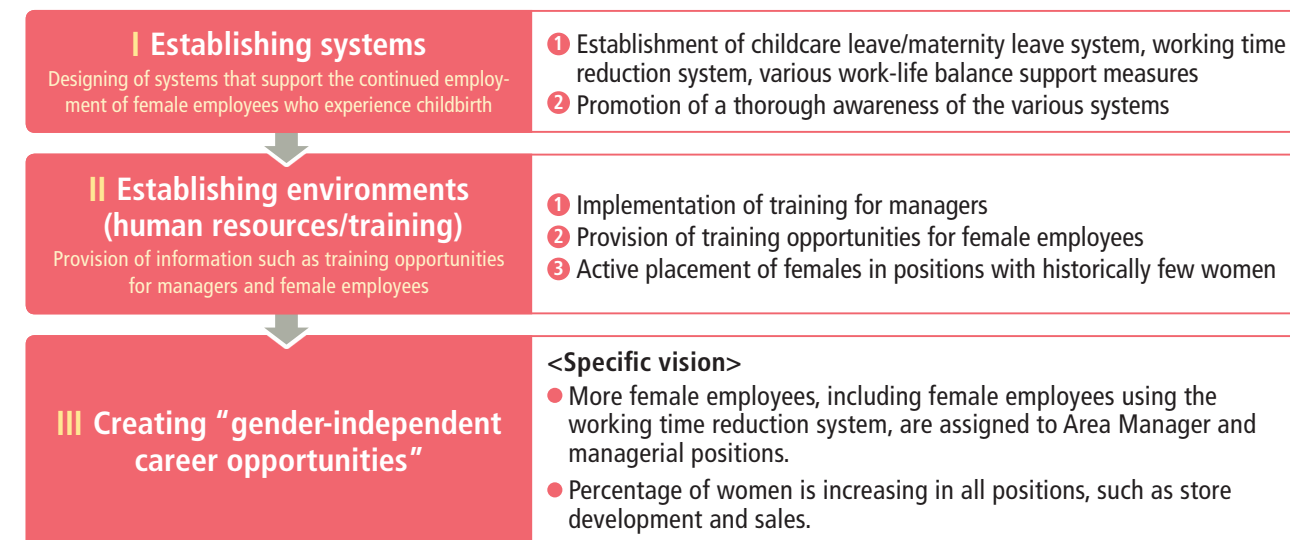 I Establishing systems
Designing of systems that support the continued employ-
ment of female employees who experience childbirth
1 Establishment of childcare leave/maternity leave system, working time
reduction system, various work-life balance support measures
2 Promotion of a thorough awareness of the various systems
II Establishing environments
(human resources/training)
Provision of information such as training opportunities
for managers and female employees
1 Implementation of training for managers
2 Provision of training opportunities for female employees
3 Active placement of females in positions with historically few women
III Creating "gender-independent
career opportunities"
<Specific vision>
● More female employees, including female employees using the
working time reduction system, are assigned to Area Manager and
managerial positions.
● Percentage of women is increasing in all positions, such as store
development and sales.